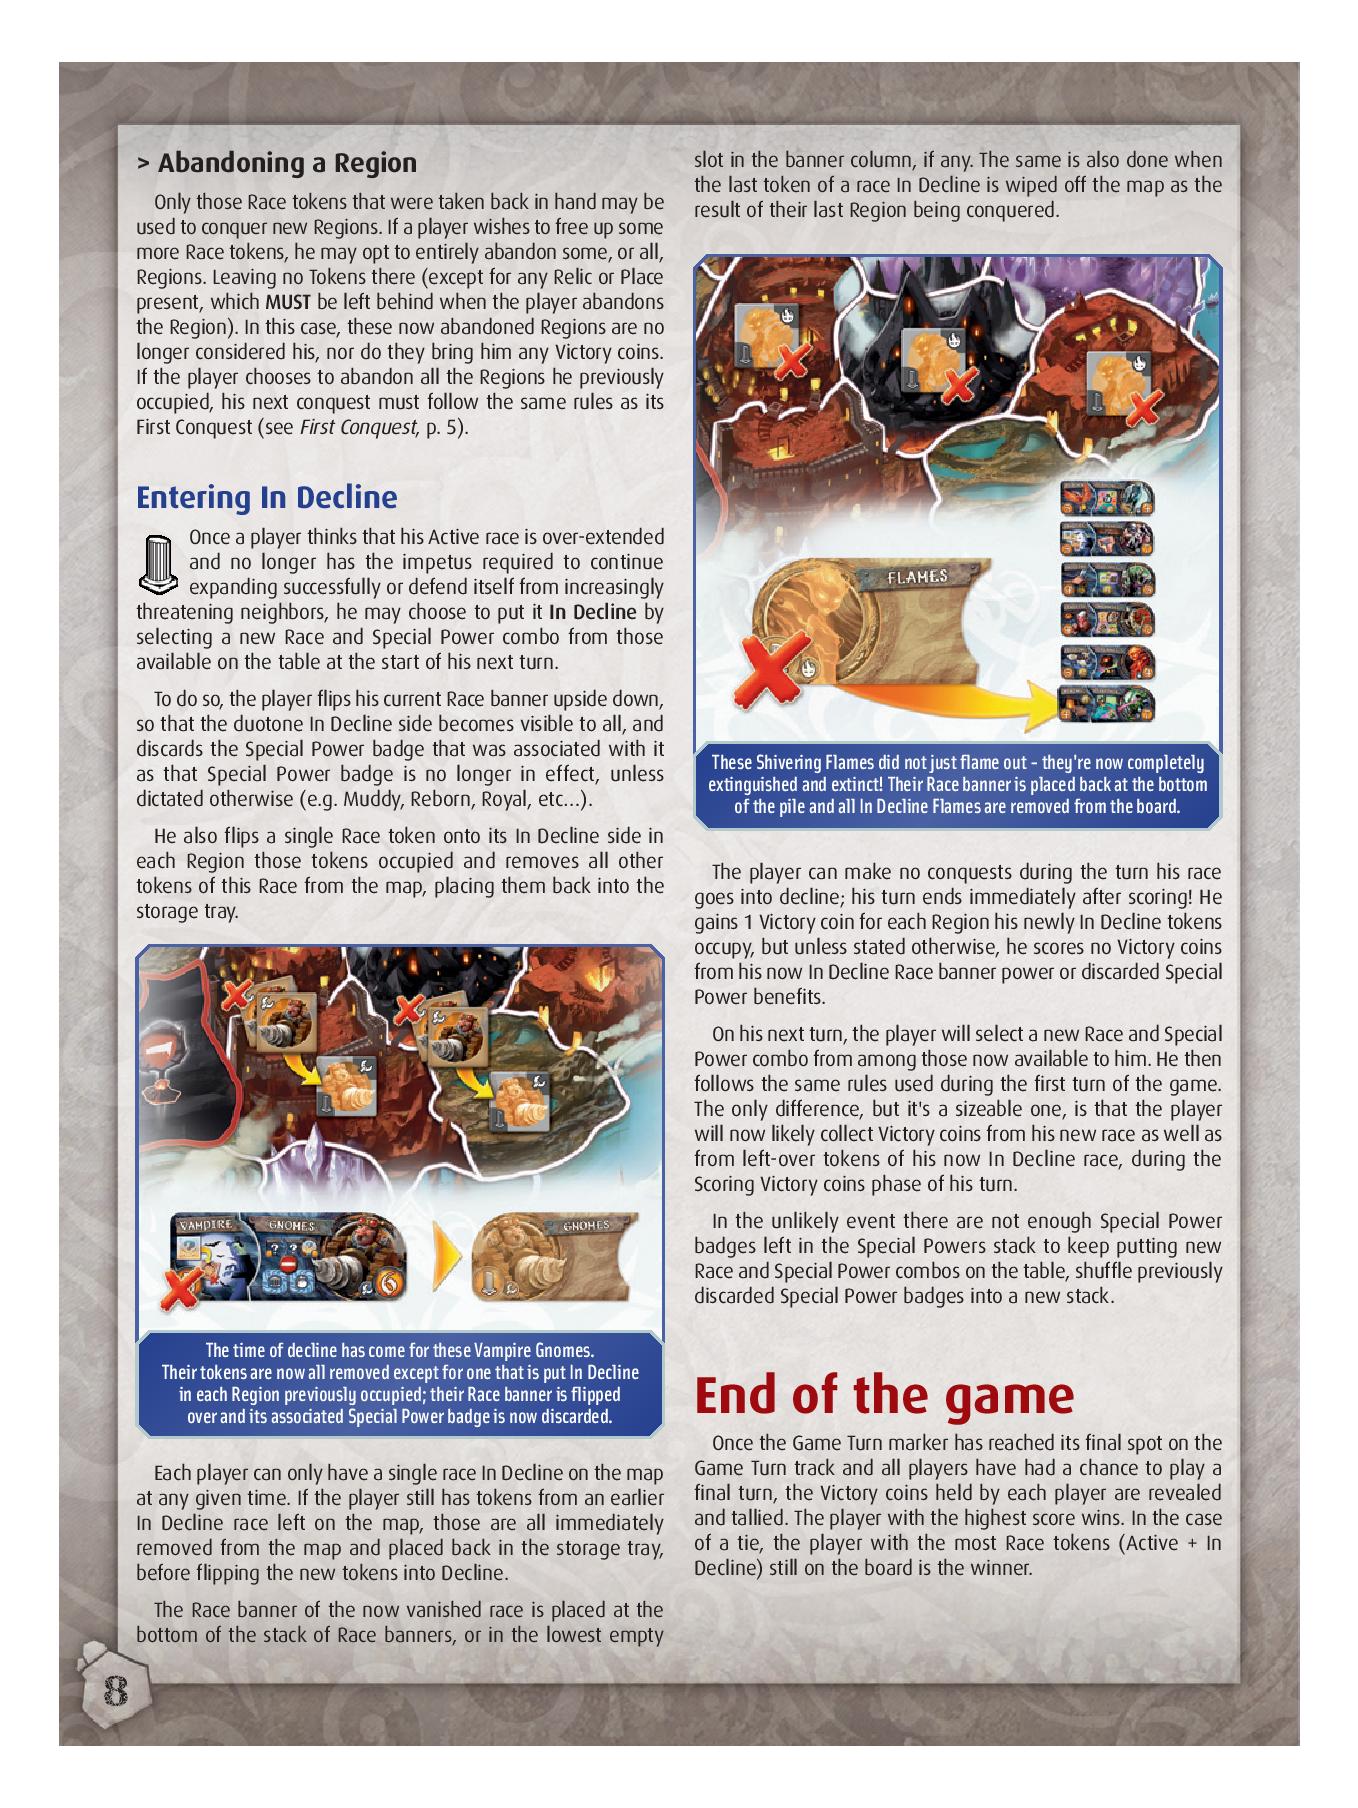 > Abandoning a Region
Only those Race tokens that were taken back in hand may be
used to conquer new Regions. If a player wishes to free up some
more Race tokens, he may opt to entirely abandon some, or all,
Regions. Leaving no Tokens there (except for any Relic or Place
present, which MUST be left behind when the player abandons
the Region). In this case, these now abandoned Regions are no
longer considered his, nor do they bring him any Victory coins.
If the player chooses to abandon all the Regions he previously
occupied, his next conquest must follow the same rules as its
First Conquest (see First Conquest, p. 5).
Entering In Decline
Once a player thinks that his Active race is over-extended
and no longer has the impetus required to continue
expanding successfully or defend itself from increasingly
threatening neighbors, he may choose to put it In Decline by
selecting a new Race and Special Power combo from those
available on the table at the start of his next turn.
To do so, the player flips his current Race banner upside down,
so that the duotone In Decline side becomes visible to all, and
discards the Special Power badge that was associated with it
as that Special Power badge is no longer in effect, unless
dictated otherwise (e.g. Muddy, Reborn, Royal, etc...).
He also flips a single Race token onto its In Decline side in
each Region those tokens occupied and removes all other
tokens of this Race from the map, placing them back into the
storage tray.
VAMPIRE GNOMES
6
GNOMES
The time of decline has come for these Vampire Gnomes.
Their tokens are now all removed except for one that is put In Decline
in each Region previously occupied; their Race banner is flipped
over and its associated Special Power badge is now discarded.
Each player can only have a single race In Decline on the map
at any given time. If the player still has tokens from an earlier
In Decline race left on the map, those are all immediately
removed from the map and placed back in the storage tray,
before flipping the new tokens into Decline.
The Race banner of the now vanished race is placed at the
bottom of the stack of Race banners, or in the lowest empty
slot in the banner column, if any. The same is also done when
the last token of a race In Decline is wiped off the map as the
result of their last Region being conquered.
FLAMES
These Shivering Flames did not just flame out - they're now completely
extinguished and extinct! Their Race banner is placed back at the bottom
of the pile and all In Decline Flames are removed from the board.
The player can make no conquests during the turn his race
goes into decline; his turn ends immediately after scoring! He
gains 1 Victory coin for each Region his newly In Decline tokens
occupy, but unless stated otherwise, he scores no Victory coins
from his now In Decline Race banner power or discarded Special
Power benefits.
On his next turn, the player will select a new Race and Special
Power combo from among those now available to him. He then
follows the same rules used during the first turn of the game.
The only difference, but it's a sizeable one, is that the player
will now likely collect Victory coins from his new race as well as
from left-over tokens of his now In Decline race, during the
Scoring Victory coins phase of his turn.
In the unlikely event there are not enough Special Power
badges left in the Special Powers stack to keep putting new
Race and Special Power combos on the table, shuffle previously
discarded Special Power badges into a new stack.
End of the game
Once the Game Turn marker has reached its final spot on the
Game Turn track and all players have had a chance to play a
final turn, the Victory coins held by each player are revealed
and tallied. The player with the highest score wins. In the case
of a tie, the player with the most Race tokens (Active + In
Decline) still on the board is the winner.
8